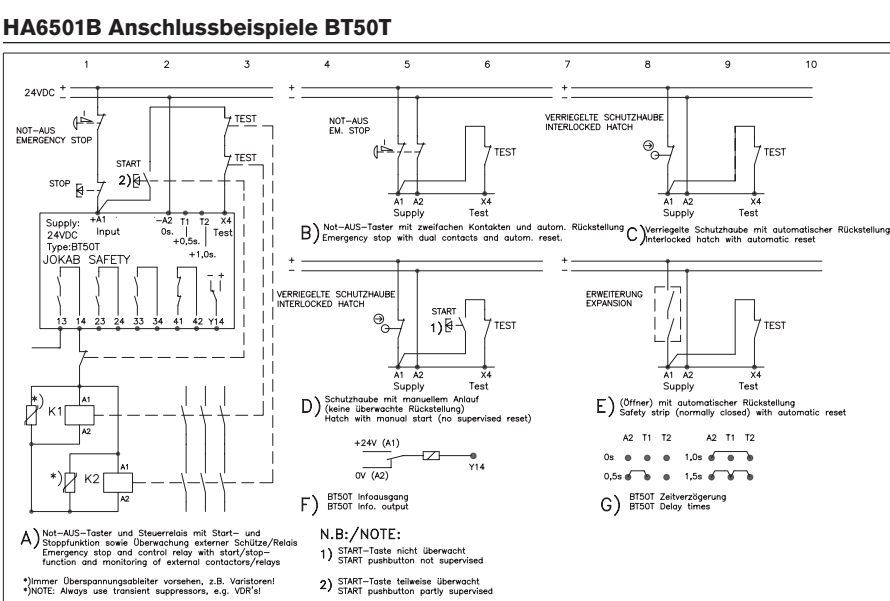 HA6501B Anschlussbeispiele BT50T
1 2 3 4 5 6 7 8 9 10
24VDC
+
-
NOT-AUS
EMERGENCY STOP
STOP
START
2)
TEST
TEST
+A1 -A2 T1 T2 X4
Input 0s. Test
+0,5s.
+1,0s.
Supply:
24VDC
Type:BT50T
JOKAB SAFETY
- +
13 14 23 24 33 34 41 42 Y14
*) K1 A1
A2
*) K2 A1
A2
A) Not-AUS-Taster und Steuerrelais mit Start- und
Stoppfunktion sowie Überwachung externer Schütze/Relais
Emergency stop and control relay with start/stop-
function and monitoring of external contactors/relays
*)Immer Überspannungsableiter vorsehen, z.B. Varistoren!
*)NOTE: Always use transient suppressors, e.g. VDR's!
+
-
NOT-AUS
EM. STOP
TEST
A1 A2 X4
Supply Test
B) Not-Aus-Taster mit zweifachen Kontakten und autom. Rückstellung
Emergency stop with dual contacts and autom. reset.
+
-
VERRIEGELTE SCHUTZHAUBE
INTERLOCKED HATCH
TEST
A1 A2 X4
Supply Test
C) Verriegelte Schutzhaube mit automatischer Rückstellung
Interlocked hatch with automatic reset
+
-
VERRIEGELTE SCHUTZHAUBE
INTERLOCKED HATCH
START
1)
TEST
A1 A2 X4
Supply Test
D) Schutzhaube mit manuellem Anlauf
(keine überwachte Rückstellung)
Hatch with manual start (no supervised reset)
+
-
ERWEITERUNG
EXPANSION
TEST
A1 A2 X4
Supply Test
E) (Öffner) mit automatischer Rückstellung
Safety strip (normally closed) with automatic reset
+24V (A1)
0V (A2)
Y14
F) BT50T Infoausgang
BT50T Info. output
A2 T1 T2 A2 T1 T2
0s 1,0s
0,5s 1,5s
G) BT50T Zeitverzögerung
BT50T Delay times
N.B:/NOTE:
1) START-Taste nicht überwacht
START pushbutton not supervised
2) START-Taste teilweise überwacht
START pushbutton partly supervised